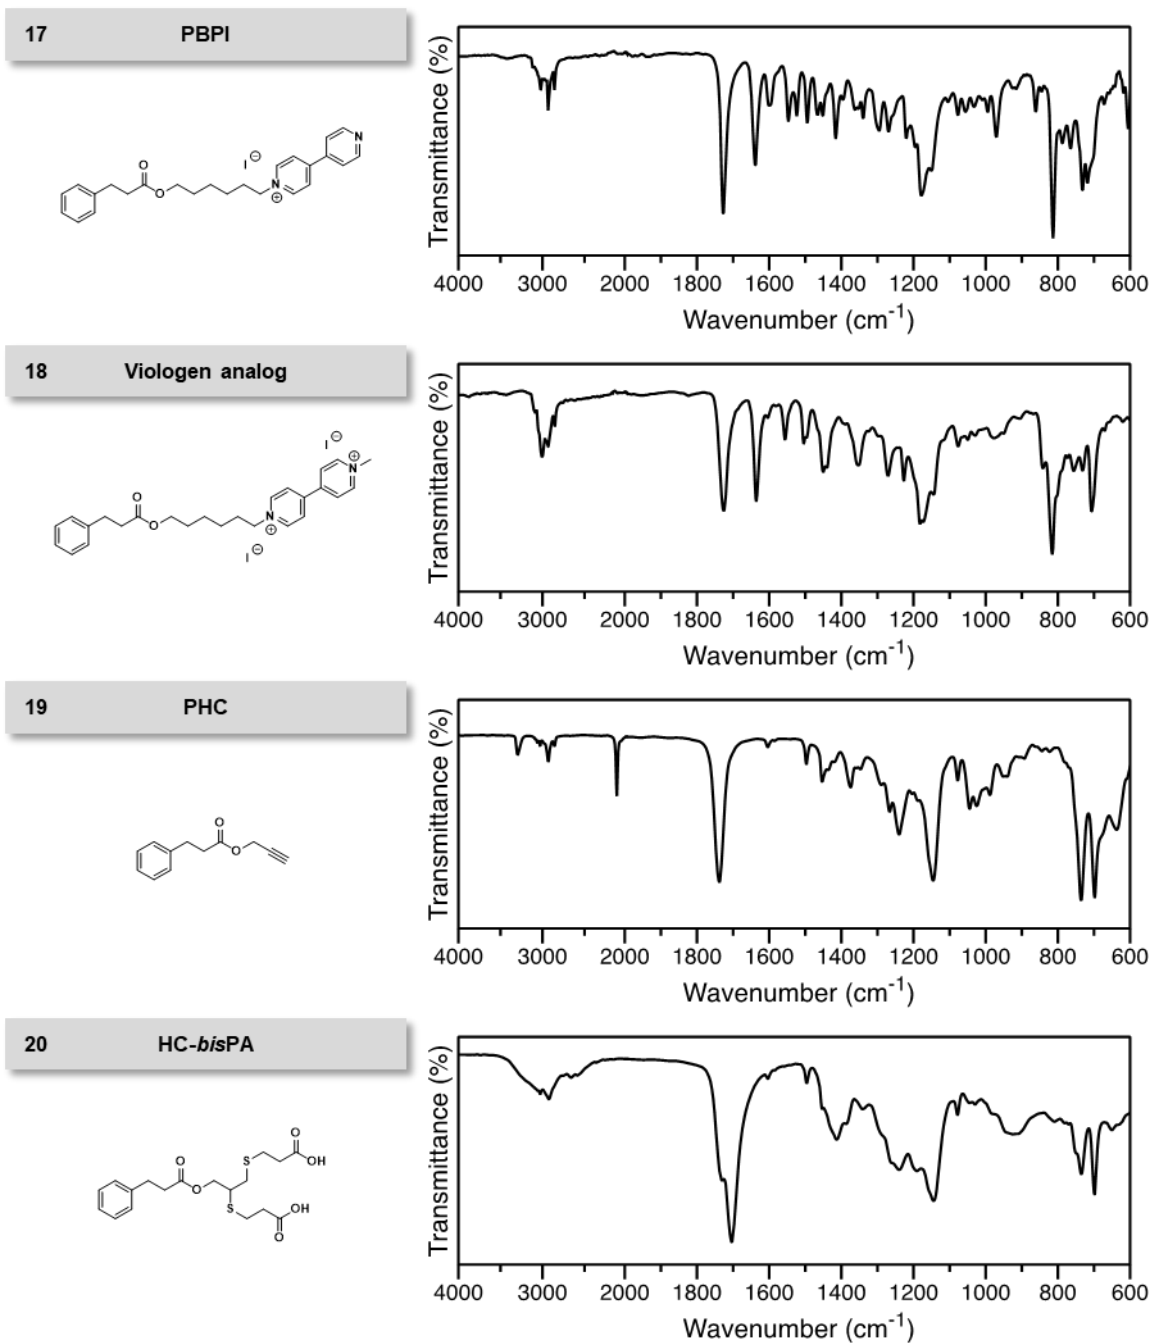 17 PBPI
Transmittance (%)
O
O
I ⊖
N
⊕
N
4000 3000 2000 1800 1600 1400 1200 1000 800 600
Wavenumber (cm-1)
18 Viologen analog
Transmittance (%)
I ⊖
⊕
N
O
O
N
⊕
I ⊖
4000 3000 2000 1800 1600 1400 1200 1000 800 600
Wavenumber (cm-1)
19 PHC
Transmittance (%)
O
O
4000 3000 2000 1800 1600 1400 1200 1000 800 600
Wavenumber (cm-1)
20 HC-bisPA
Transmittance (%)
O
S
OH
O
O
S
OH
O
4000 3000 2000 1800 1600 1400 1200 1000 800 600
Wavenumber (cm-1)